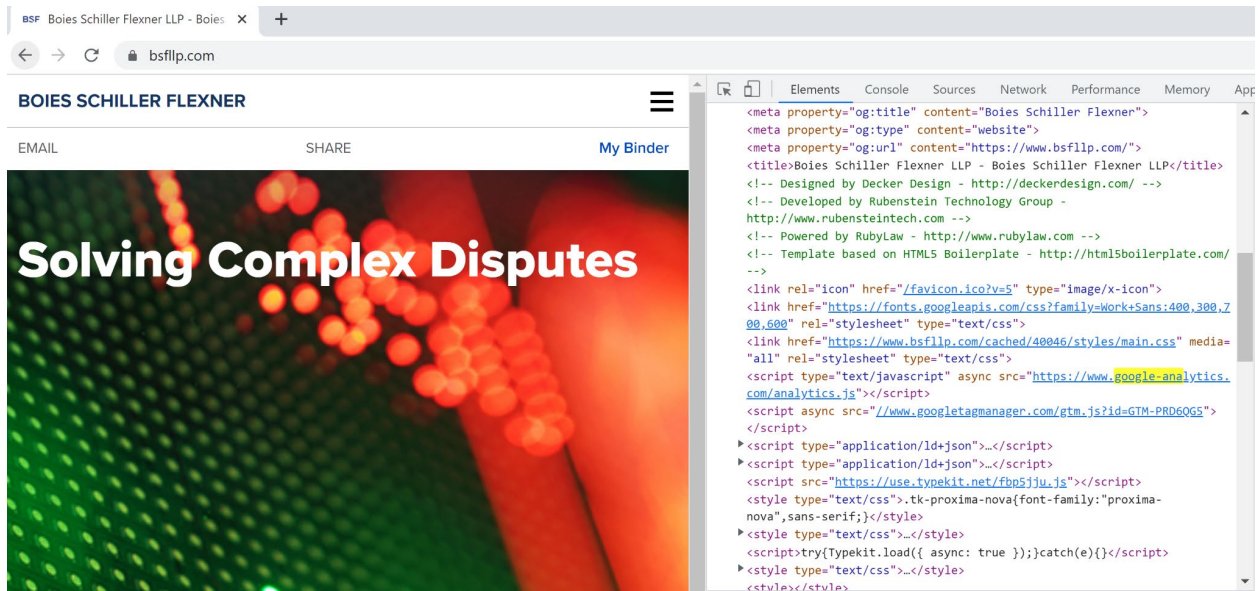 BSF Boies Schiller Flexner LLP - Boies
bsfllp.com
BOIES SCHILLER FLEXNER
EMAIL SHARE My Binder
Solving Complex Disputes
Elements Console Sources Network Performance Memory App
<meta property="og:title" content="Boies Schiller Flexner">
<meta property="og:type" content="website">
<meta property="og:url" content="https://www.bsfllp.com/">
<title>Boies Schiller Flexner LLP - Boies Schiller Flexner LLP</title>
<!-- Designed by Decker Design - http://deckerdesign.com/ -->
<!-- Developed by Rubenstein Technology Group -
http://www.rubensteintech.com -->
<!-- Powered by RubyLaw - http://www.rubylaw.com -->
<!-- Template based on HTML5 Boilerplate - http://html5boilerplate.com/
-->
<link rel="icon" href="/favicon.ico?v=5" type="image/x-icon">
<link href="https://fonts.googleapis.com/css?family=Work+Sans:400,300,7
00,600" rel="stylesheet" type="text/css">
<link href="https://www.bsfllp.com/cached/40046/styles/main.css" media=
"all" rel="stylesheet" type="text/css">
<script type="text/javascript" async src="https://www.google-analytics.
com/analytics.js"></script>
<script async src="//www.googletagmanager.com/gtm.js?id=GTM-PRD6QG5">
</script>
<script type="application/ld+json">…</script>
<script type="application/ld+json">…</script>
<script src="https://use.typekit.net/fbp5jju.js"></script>
<style type="text/css">.tk-proxima-nova{font-family:"proxima-
nova",sans-serif;}</style>
<style type="text/css">…</style>
<script>try{Typekit.load({ async: true });}catch(e){}</script>
<style type="text/css">…</style>
<style></style>